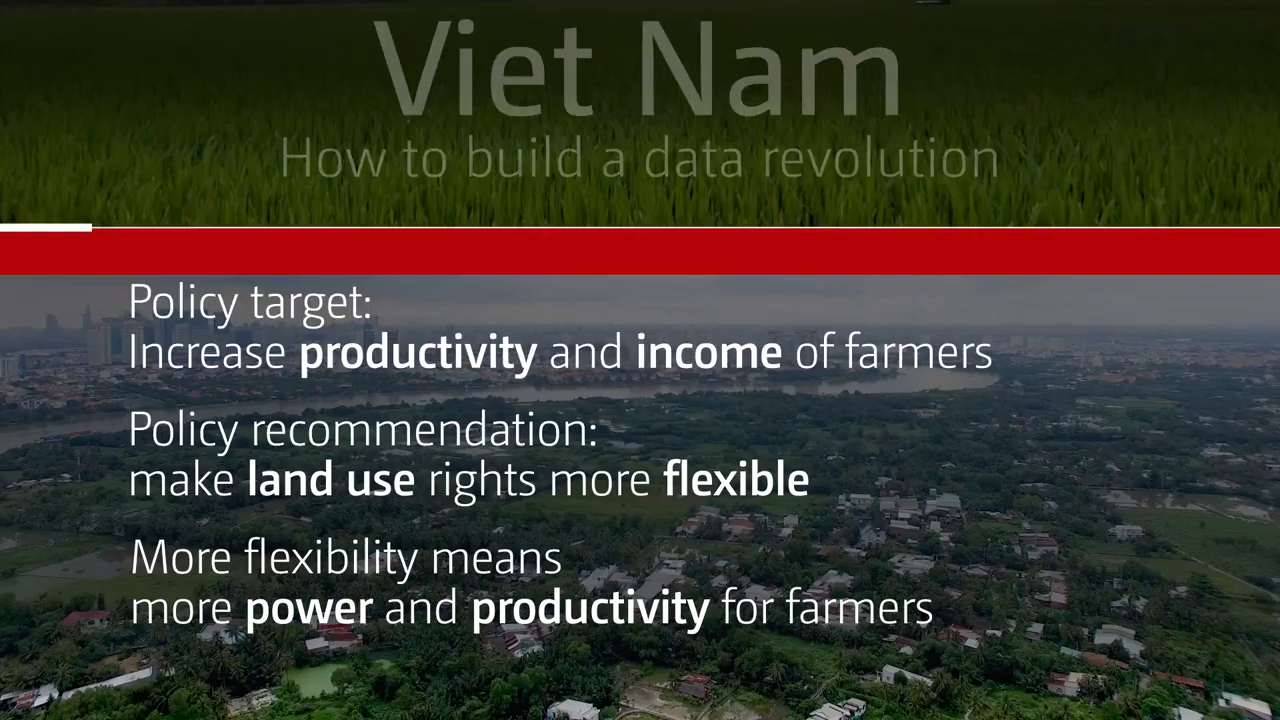 Viet Nam
How to build a data revolution
Policy target:
Increase productivity and income of farmers
Policy recommendation:
make land use rights more flexible
More flexibility means
more power and productivity for farmers